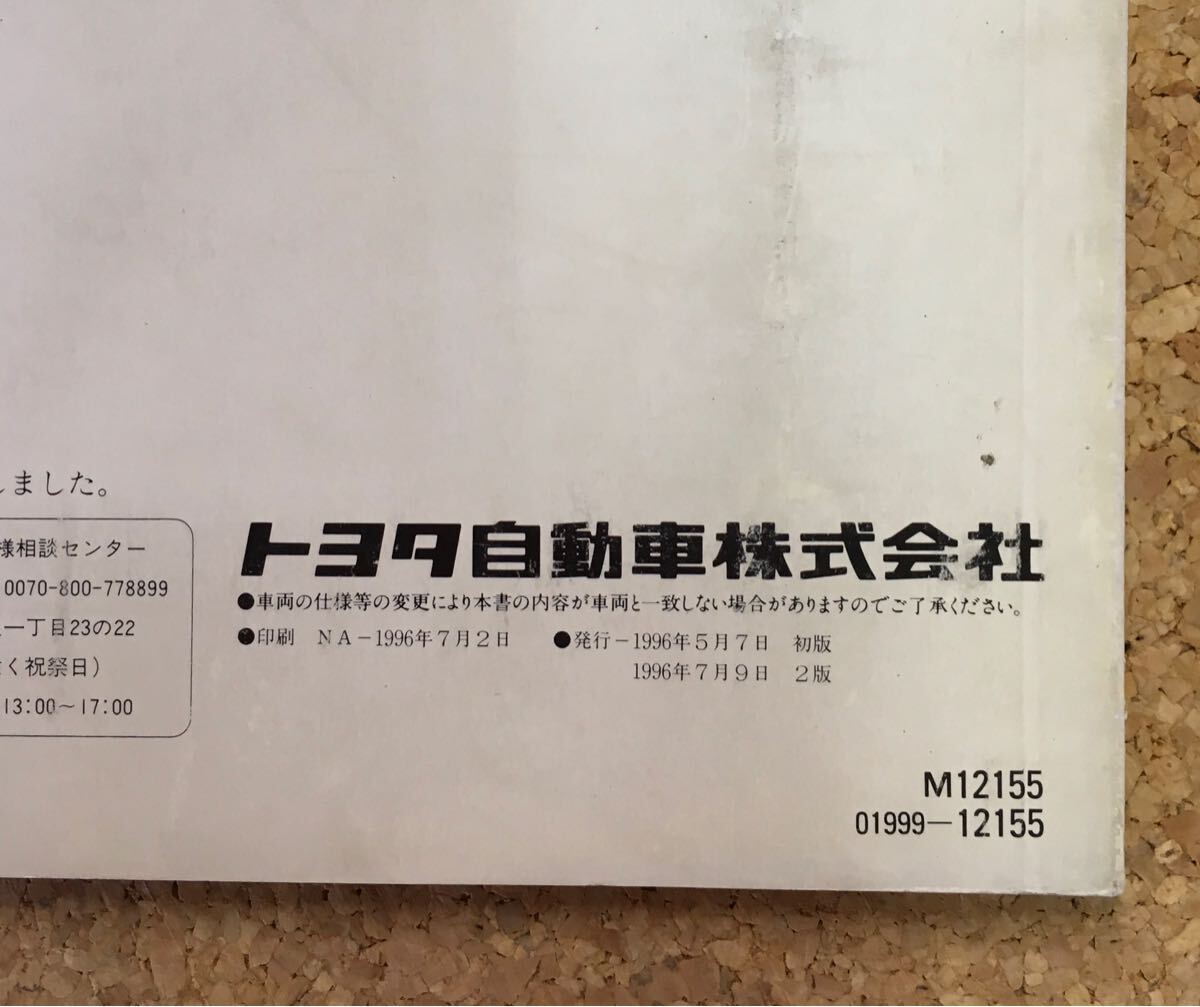 しました。
様相談センター
0070-800-778899
一丁目23の22
く祝祭日）
13:00～17:00
トヨタ自動車株式会社
●車両の仕様等の変更により本書の内容が車両と一致しない場合がありますのでご了承ください。
●印刷　NA－1996年7月2日　●発行－1996年5月7日　初版
1996年7月9日　2版
M12155
01999－12155